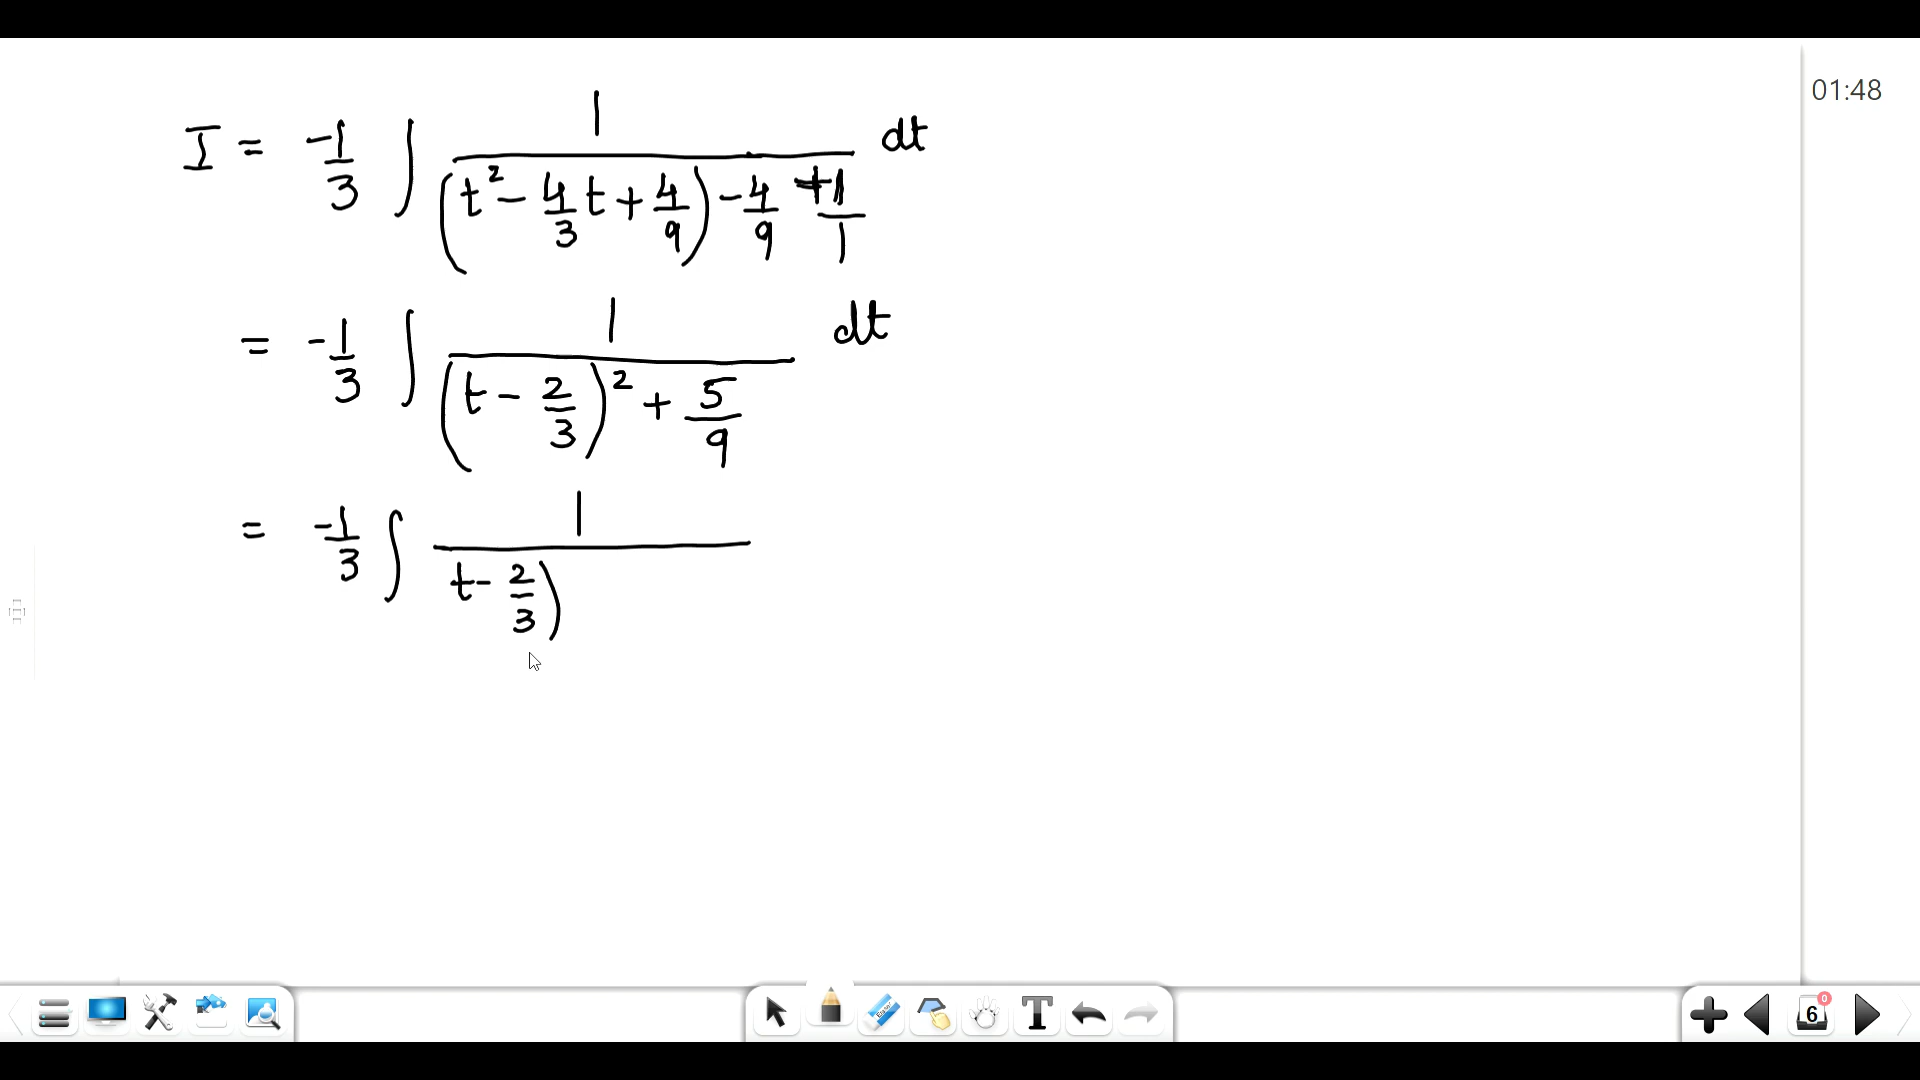 01:48
I = -1/3 ∫ 1/((t² - 4/3 t + 4/9) - 4/9 + 1/1) dt
= -1/3 ∫ 1/((t - 2/3)² + 5/9) dt
= -1/3 ∫ 1/(t - 2/3)
T
6
0